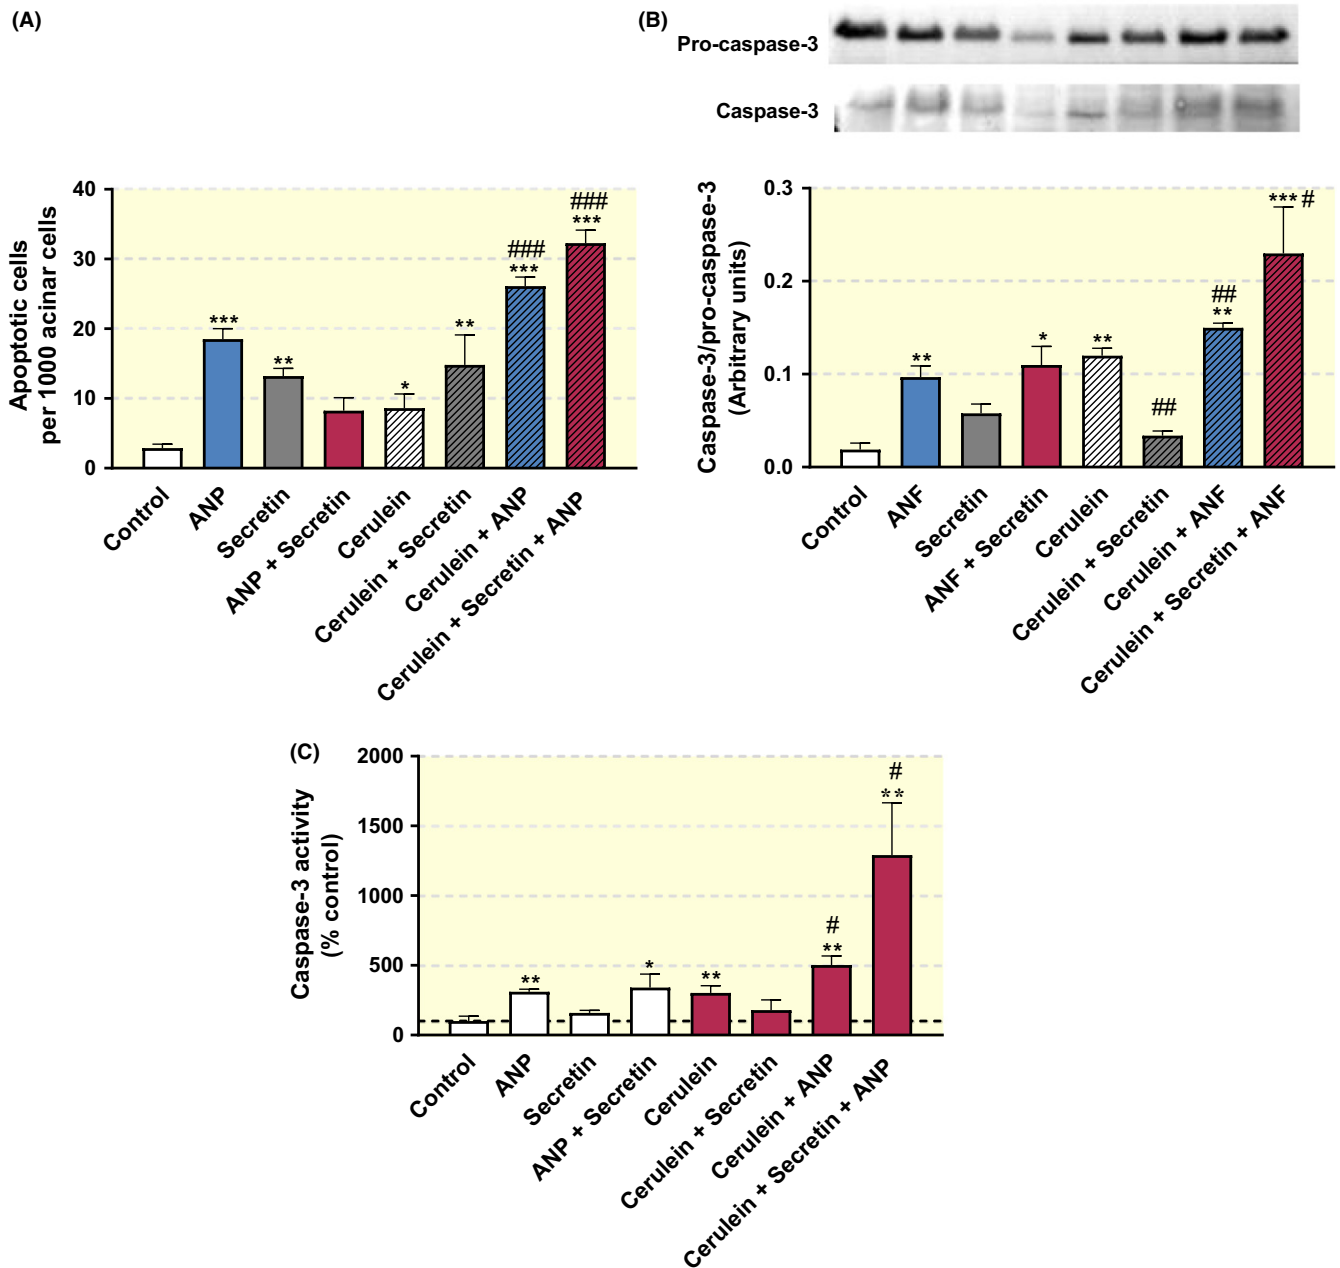 (A)
40
30
20
10
0
Apoptotic cells
per 1000 acinar cells
***
**
*
**
###
***
###
***
Control
ANP
Secretin
ANP + Secretin
Cerulein
Cerulein + Secretin
Cerulein + ANP
Cerulein + Secretin + ANP
(B)
Pro-caspase-3
Caspase-3
0.3
0.2
0.1
0.0
Caspase-3/pro-caspase-3
(Arbitrary units)
**
*
**
##
##
**
*** #
Control
ANF
Secretin
ANF + Secretin
Cerulein
Cerulein + Secretin
Cerulein + ANF
Cerulein + Secretin + ANF
(C)
2000
1500
1000
500
0
Caspase-3 activity
(% control)
**
*
**
#
**
#
**
Control
ANP
Secretin
ANP + Secretin
Cerulein
Cerulein + Secretin
Cerulein + ANP
Cerulein + Secretin + ANP